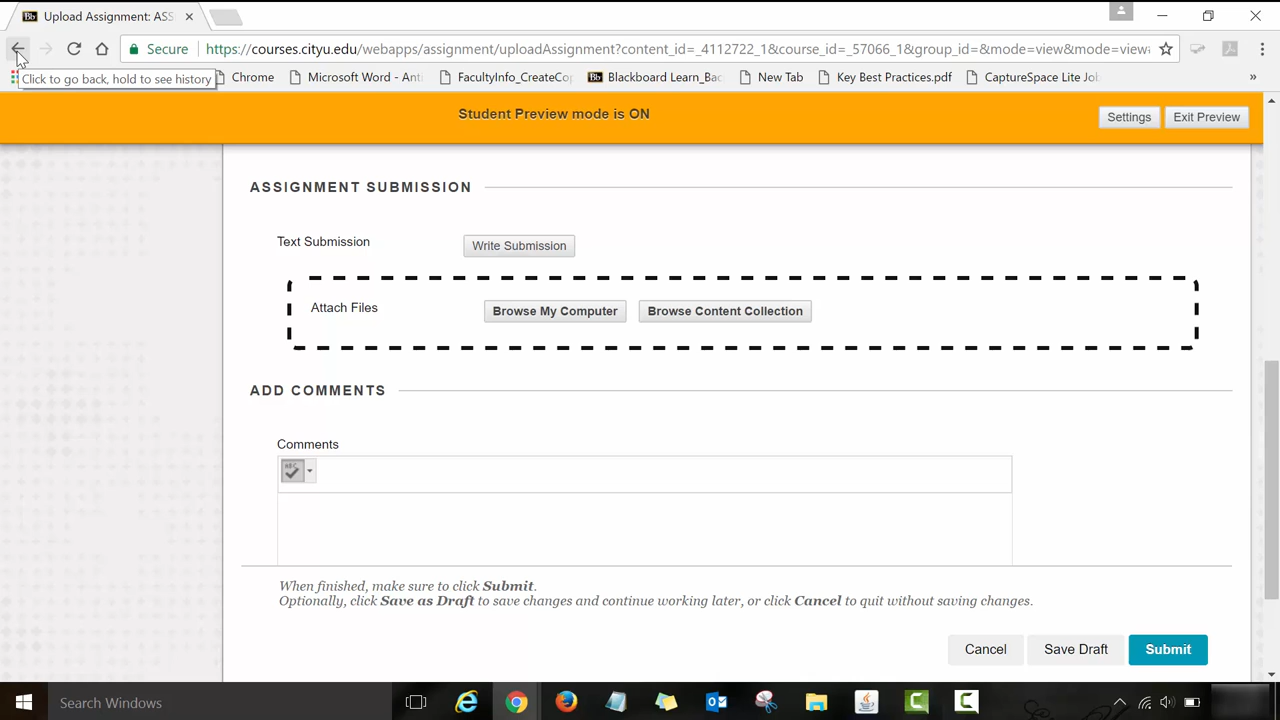 Upload Assignment: ASS
Secure https://courses.cityu.edu/webapps/assignment/uploadAssignment?content_id=_4112722_1&course_id=_57066_1&group_id=&mode=view&mode=view
Click to go back, hold to see history
Chrome
Microsoft Word - Anti
FacultyInfo_CreateCo
Blackboard Learn_Bac
New Tab
Key Best Practices.pdf
CaptureSpace Lite Job
»
Student Preview mode is ON
Settings
Exit Preview
ASSIGNMENT SUBMISSION
Text Submission
Write Submission
Attach Files
Browse My Computer
Browse Content Collection
ADD COMMENTS
Comments
ABC
When finished, make sure to click Submit.
Optionally, click Save as Draft to save changes and continue working later, or click Cancel to quit without saving changes.
Cancel
Save Draft
Submit
Search Windows